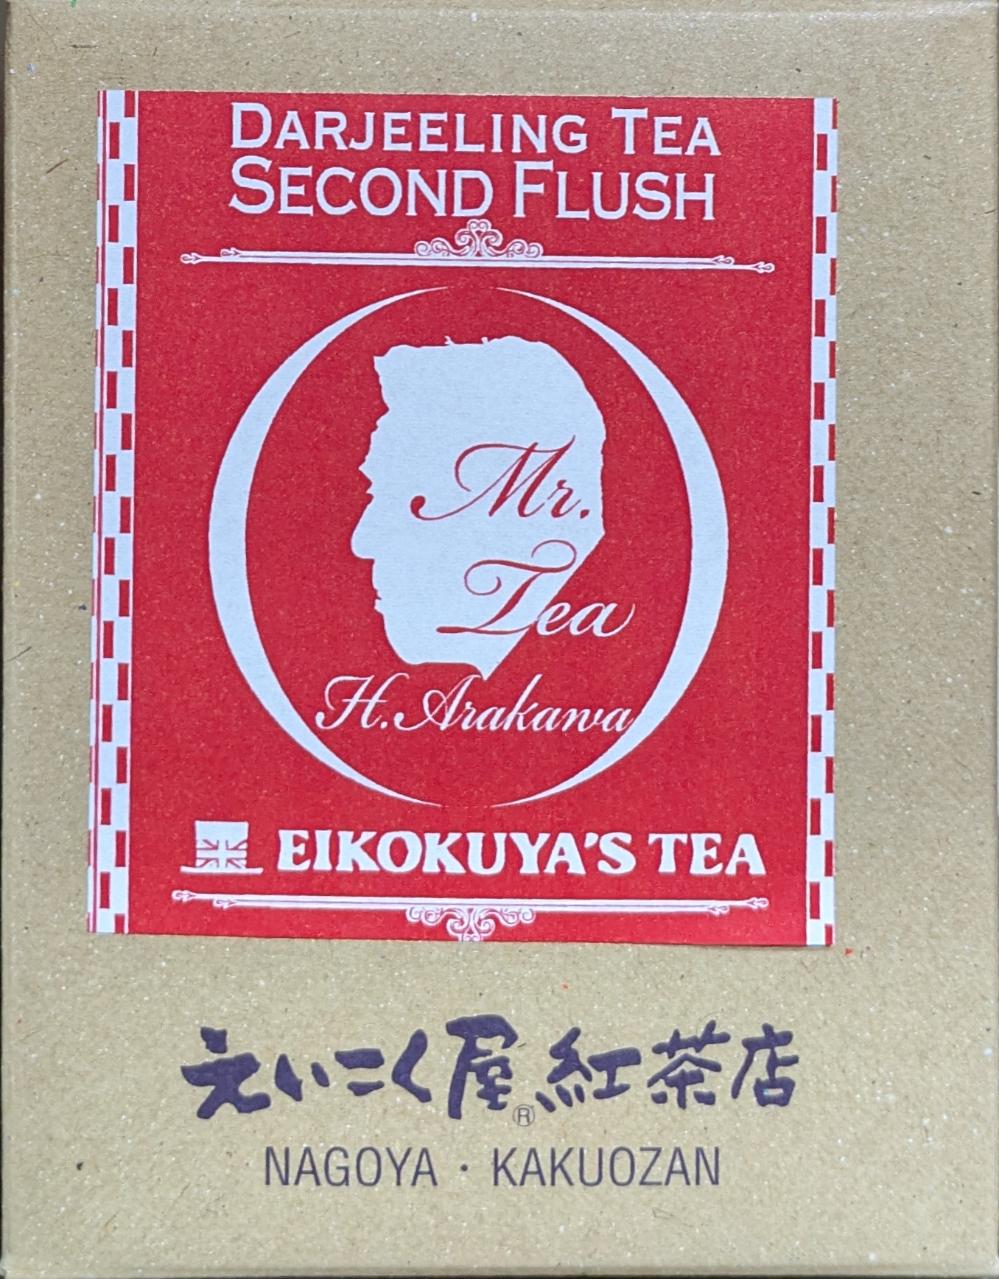 DARJEELING TEA
SECOND FLUSH
Mr.
Tea
H. Arakawa
EIKOKUYA'S TEA
えいこく屋®紅茶店
NAGOYA・KAKUOZAN